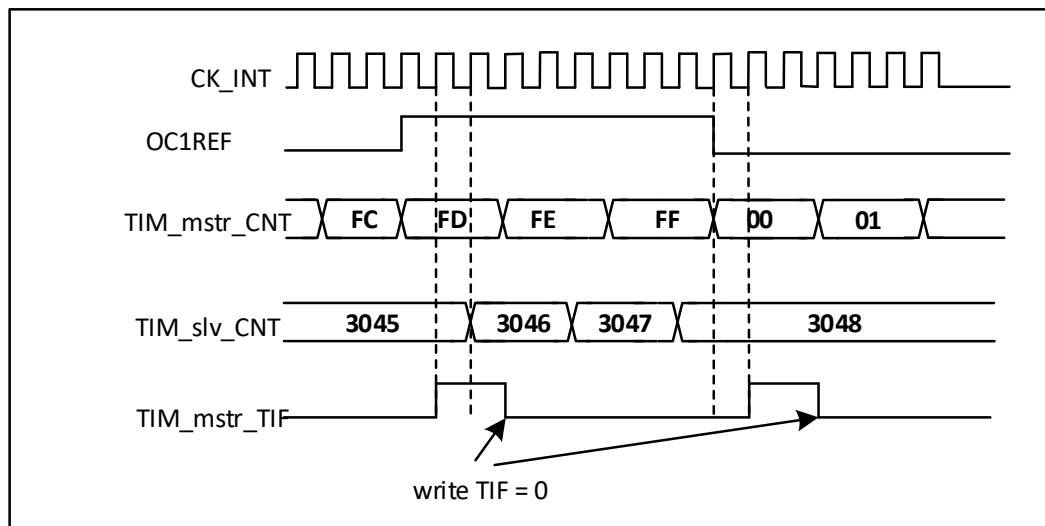 CK_INT
OC1REF
TIM_mstr_CNT FC FD FE FF 00 01
TIM_slv_CNT 3045 3046 3047 3048
TIM_mstr_TIF
write TIF = 0